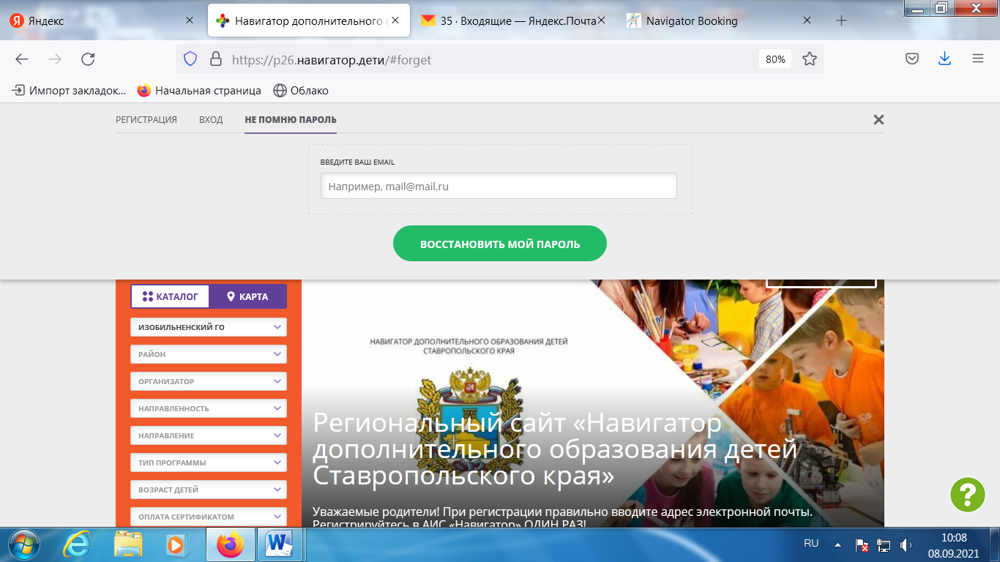 Яндекс
Навигатор дополнительного
35 · Входящие — Яндекс.Почта
Navigator Booking
https://р26.навигатор.дети/#forget
80%
Импорт закладок...
Начальная страница
Облако
РЕГИСТРАЦИЯ
ВХОД
НЕ ПОМНЮ ПАРОЛЬ
ВВЕДИТЕ ВАШ EMAIL
Например, mail@mail.ru
ВОССТАНОВИТЬ МОЙ ПАРОЛЬ
КАТАЛОГ
КАРТА
ИЗОБИЛЬНЕНСКИЙ ГО
РАЙОН
ОРГАНИЗАТОР
НАПРАВЛЕННОСТЬ
НАПРАВЛЕНИЕ
ТИП ПРОГРАММЫ
ВОЗРАСТ ДЕТЕЙ
ОПЛАТА СЕРТИФИКАТОМ
НАВИГАТОР ДОПОЛНИТЕЛЬНОГО ОБРАЗОВАНИЯ ДЕТЕЙ
СТАВРОПОЛЬСКОГО КРАЯ
Региональный сайт «Навигатор
дополнительного образования детей
Ставропольского края»
Уважаемые родители! При регистрации правильно вводите адрес электронной почты.
Регистрируйтесь в АИС «Навигатор» ОДИН РАЗ!
?
RU
10:08
08.09.2021